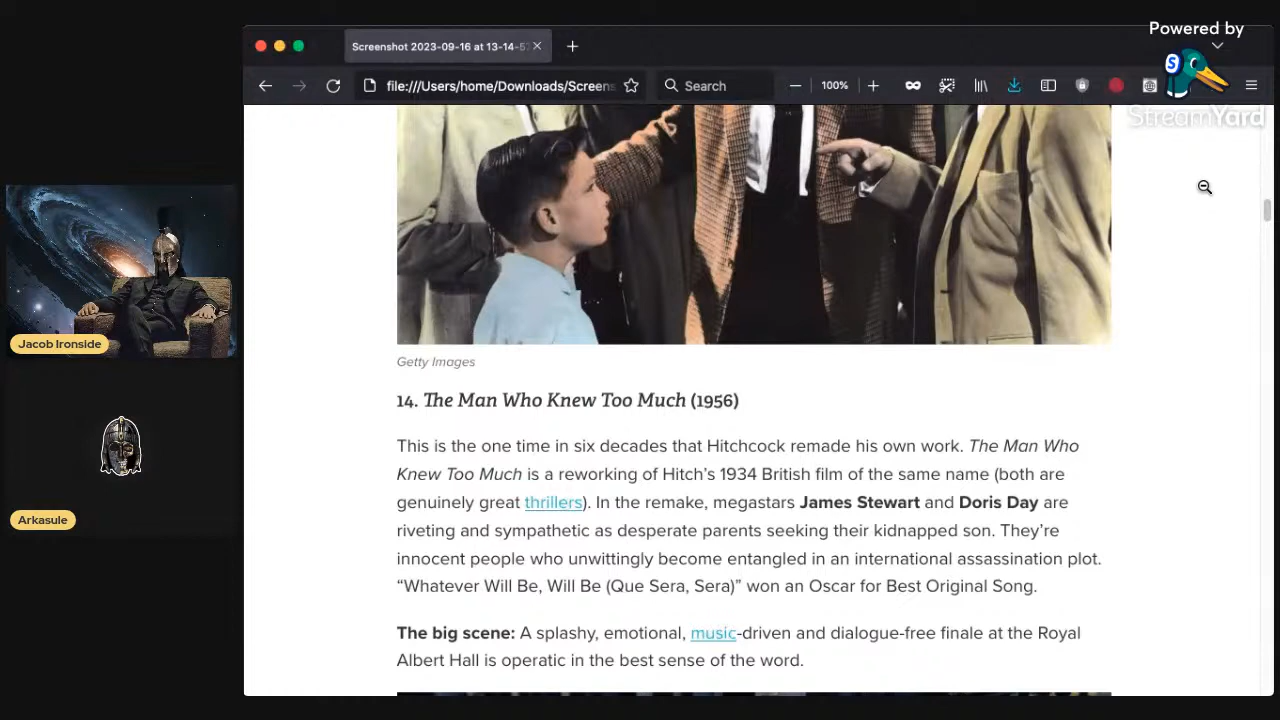 Powered by
StreamYard
Screenshot 2023-09-16 at 13-14-5
file:///Users/home/Downloads/Screens
Search
100%
Jacob Ironside
Arkasule
Getty Images
14. The Man Who Knew Too Much (1956)
This is the one time in six decades that Hitchcock remade his own work. The Man Who
Knew Too Much is a reworking of Hitch's 1934 British film of the same name (both are
genuinely great thrillers). In the remake, megastars James Stewart and Doris Day are
riveting and sympathetic as desperate parents seeking their kidnapped son. They're
innocent people who unwittingly become entangled in an international assassination plot.
“Whatever Will Be, Will Be (Que Sera, Sera)” won an Oscar for Best Original Song.
The big scene: A splashy, emotional, music-driven and dialogue-free finale at the Royal
Albert Hall is operatic in the best sense of the word.